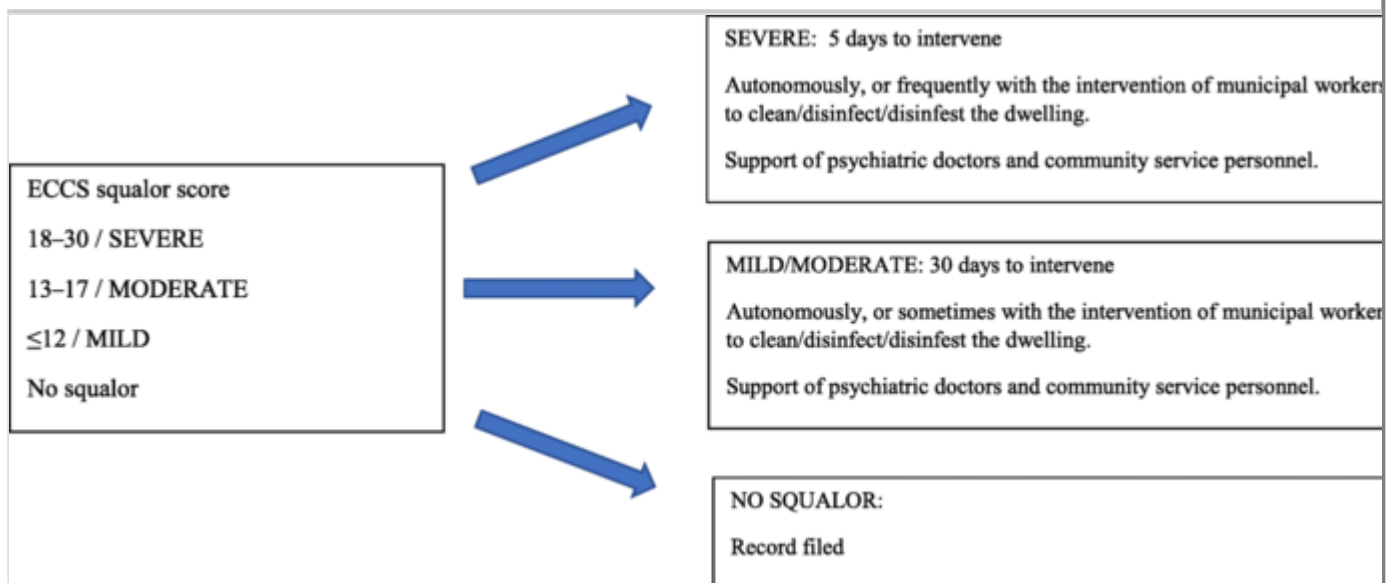 ECCS squalor score
18–30 / SEVERE
13–17 / MODERATE
≤12 / MILD
No squalor
SEVERE: 5 days to intervene
Autonomously, or frequently with the intervention of municipal workers
to clean/disinfect/disinfest the dwelling.
Support of psychiatric doctors and community service personnel.
MILD/MODERATE: 30 days to intervene
Autonomously, or sometimes with the intervention of municipal worker
to clean/disinfect/disinfest the dwelling.
Support of psychiatric doctors and community service personnel.
NO SQUALOR:
Record filed